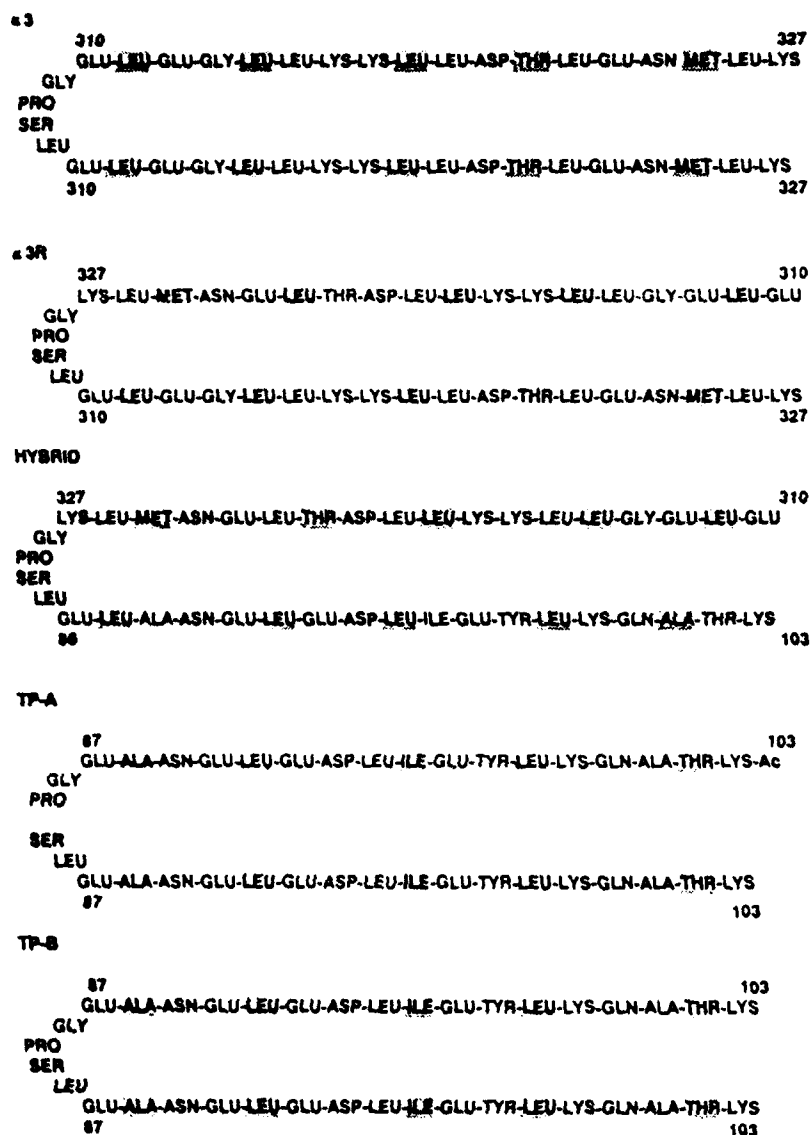 α 3
310 327
GLU-LEU-GLU-GLY-LEU-LEU-LYS-LYS-LEU-LEU-ASP-THR-LEU-GLU-ASN-MET-LEU-LYS
GLY
PRO
SER
LEU
GLU-LEU-GLU-GLY-LEU-LEU-LYS-LYS-LEU-LEU-ASP-THR-LEU-GLU-ASN-MET-LEU-LYS
310 327
α 3R
327 310
LYS-LEU-MET-ASN-GLU-LEU-THR-ASP-LEU-LEU-LYS-LYS-LEU-LEU-GLY-GLU-LEU-GLU
GLY
PRO
SER
LEU
GLU-LEU-GLU-GLY-LEU-LEU-LYS-LYS-LEU-LEU-ASP-THR-LEU-GLU-ASN-MET-LEU-LYS
310 327
HYBRID
327 310
LYS-LEU-MET-ASN-GLU-LEU-THR-ASP-LEU-LEU-LYS-LYS-LEU-LEU-GLY-GLU-LEU-GLU
GLY
PRO
SER
LEU
GLU-LEU-ALA-ASN-GLU-LEU-GLU-ASP-LEU-ILE-GLU-TYR-LEU-LYS-GLN-ALA-THR-LYS
86 103
TP-A
87 103
GLU-ALA-ASN-GLU-LEU-GLU-ASP-LEU-ILE-GLU-TYR-LEU-LYS-GLN-ALA-THR-LYS-Ac
GLY
PRO
SER
LEU
GLU-ALA-ASN-GLU-LEU-GLU-ASP-LEU-ILE-GLU-TYR-LEU-LYS-GLN-ALA-THR-LYS
87 103
TP-B
87 103
GLU-ALA-ASN-GLU-LEU-GLU-ASP-LEU-ILE-GLU-TYR-LEU-LYS-GLN-ALA-THR-LYS
GLY
PRO
SER
LEU
GLU-ALA-ASN-GLU-LEU-GLU-ASP-LEU-ILE-GLU-TYR-LEU-LYS-GLN-ALA-THR-LYS
87 103